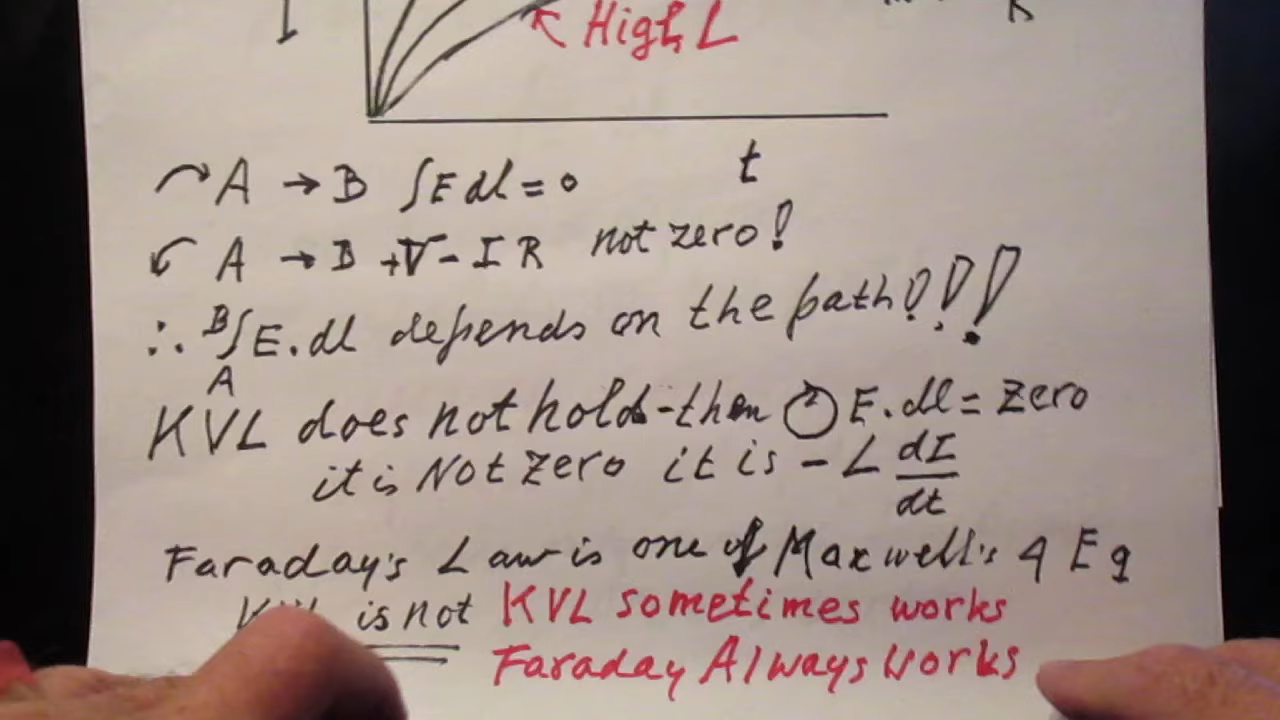 I
High L
R
t
A → B ∫E dl = 0
A → B +V - I R not zero!
∴ B∫E.dl depends on the path!!!
A
KVL does not hold - then E.dl = zero
it is Not Zero it is - L dI
dt
Faraday's Law is one of Maxwell's 4 Eq
is not KVL sometimes works
Faraday Always Works